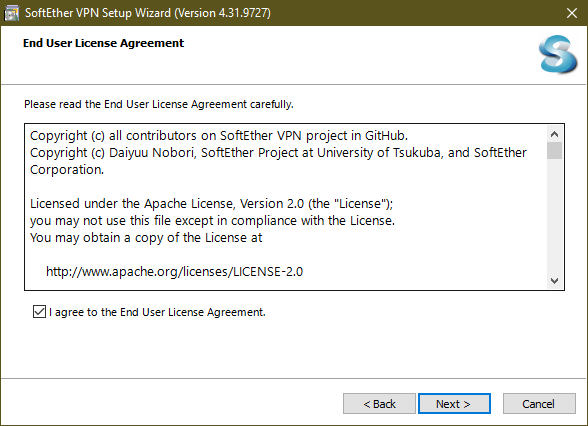 SoftEther VPN Setup Wizard (Version 4.31.9727)
End User License Agreement
Please read the End User License Agreement carefully.
Copyright (c) all contributors on SoftEther VPN project in GitHub.
Copyright (c) Daiyuu Nobori, SoftEther Project at University of Tsukuba, and SoftEther
Corporation.
Licensed under the Apache License, Version 2.0 (the "License");
you may not use this file except in compliance with the License.
You may obtain a copy of the License at
http://www.apache.org/licenses/LICENSE-2.0
I agree to the End User License Agreement.
< Back Next > Cancel